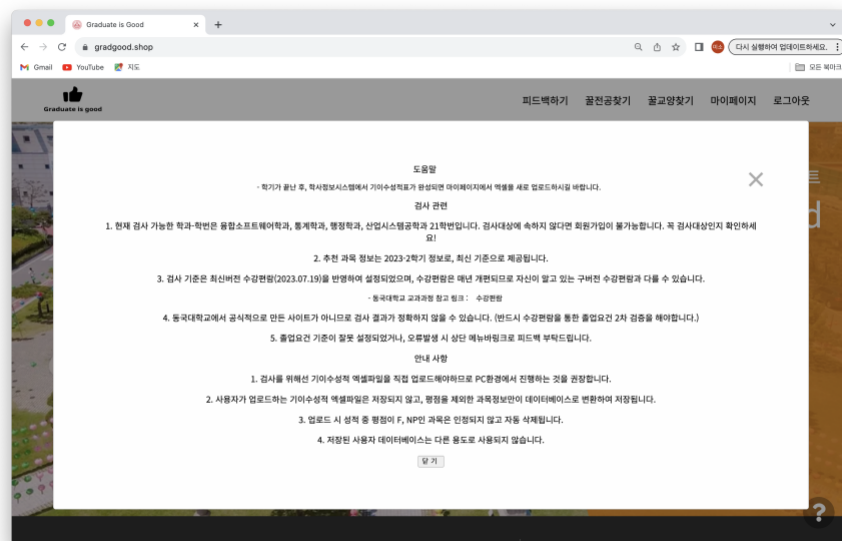 Graduate is Good
gradgood.shop
미소
다시 실행하여 업데이트하세요.
Gmail
YouTube
지도
모든 북마크
Graduate is good
피드백하기
꿀전공찾기
꿀교양찾기
마이페이지
로그아웃
도움말
- 학기가 끝난 후, 학사정보시스템에서 기이수성적표가 완성되면 마이페이지에서 엑셀을 새로 업로드하시길 바랍니다.
검사 관련
1. 현재 검사 가능한 학과-학번은 융합소프트웨어학과, 통계학과, 행정학과, 산업시스템공학과 21학번입니다. 검사대상에 속하지 않다면 회원가입이 불가능합니다. 꼭 검사대상인지 확인하세
요!
2. 추천 과목 정보는 2023-2학기 정보로, 최신 기준으로 제공됩니다.
3. 검사 기준은 최신버전 수강편람(2023.07.19)을 반영하여 설정되었으며, 수강편람은 매년 개편되므로 자신이 알고 있는 구버전 수강편람과 다를 수 있습니다.
- 동국대학교 교과과정 참고 링크 : 수강편람
4. 동국대학교에서 공식적으로 만든 사이트가 아니므로 검사 결과가 정확하지 않을 수 있습니다. (반드시 수강편람을 통한 졸업요건 2차 검증을 해야합니다.)
5. 졸업요건 기준이 잘못 설정되었거나, 오류발생 시 상단 메뉴바링크로 피드백 부탁드립니다.
안내 사항
1. 검사를 위해선 기이수성적 엑셀파일을 직접 업로드해야하므로 PC환경에서 진행하는 것을 권장합니다.
2. 사용자가 업로드하는 기이수성적 엑셀파일은 저장되지 않고, 평점을 제외한 과목정보만이 데이터베이스로 변환하여 저장됩니다.
3. 업로드 시 성적 중 평점이 F, NP인 과목은 인정되지 않고 자동 삭제됩니다.
4. 저장된 사용자 데이터베이스는 다른 용도로 사용되지 않습니다.
닫기
?